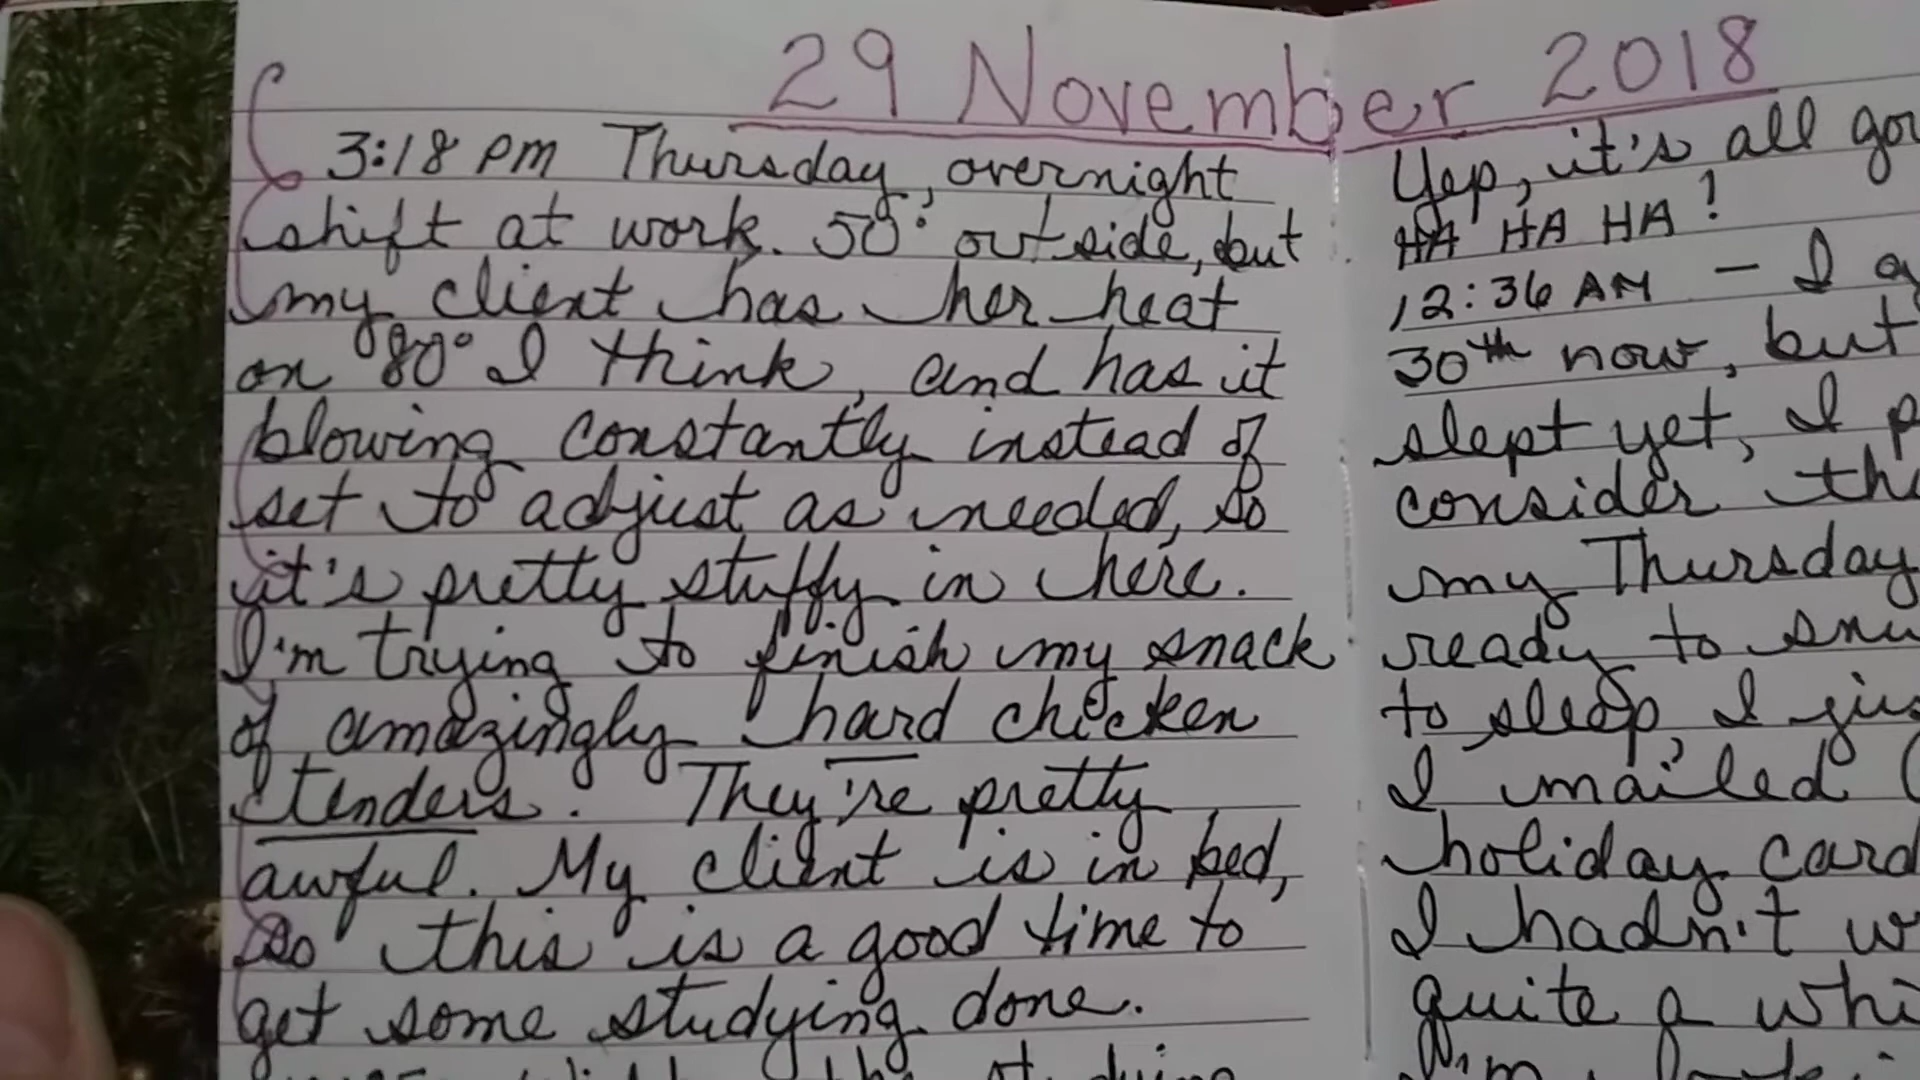 29 November 2018
3:18 pm Thursday, overnight
shift at work. 50° outside, but
my client has her heat
on 80° I think, and has it
blowing constantly instead of
set to adjust as needed, so
it's pretty stuffy in here.
I'm trying to finish my snack
of amazingly hard chicken
tenders. They're pretty
awful. My client is in bed,
so this is a good time to
get some studying done.
Yep, it's all
HA HA HA!
12:36 AM - I
30th now, but
slept yet, I
consider
my Thursday
ready to
to sleep, I
I mailed
holiday card
I hadn't
quite a